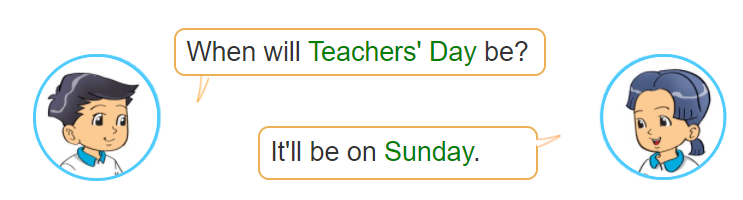 When will Teachers' Day be?
It'll be on Sunday.